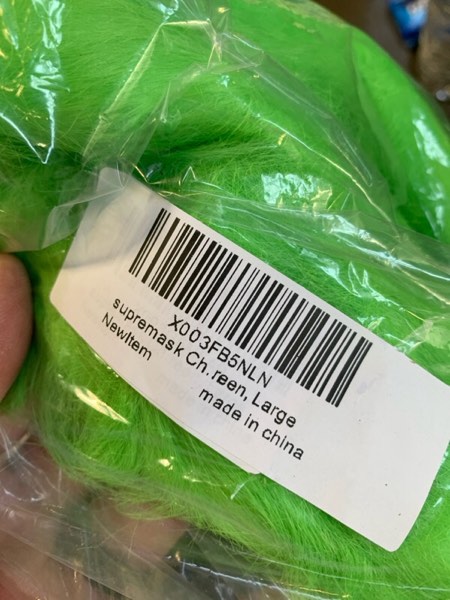 X003FB5NLN
supremask Ch.reen, Large
NewItem
made in china